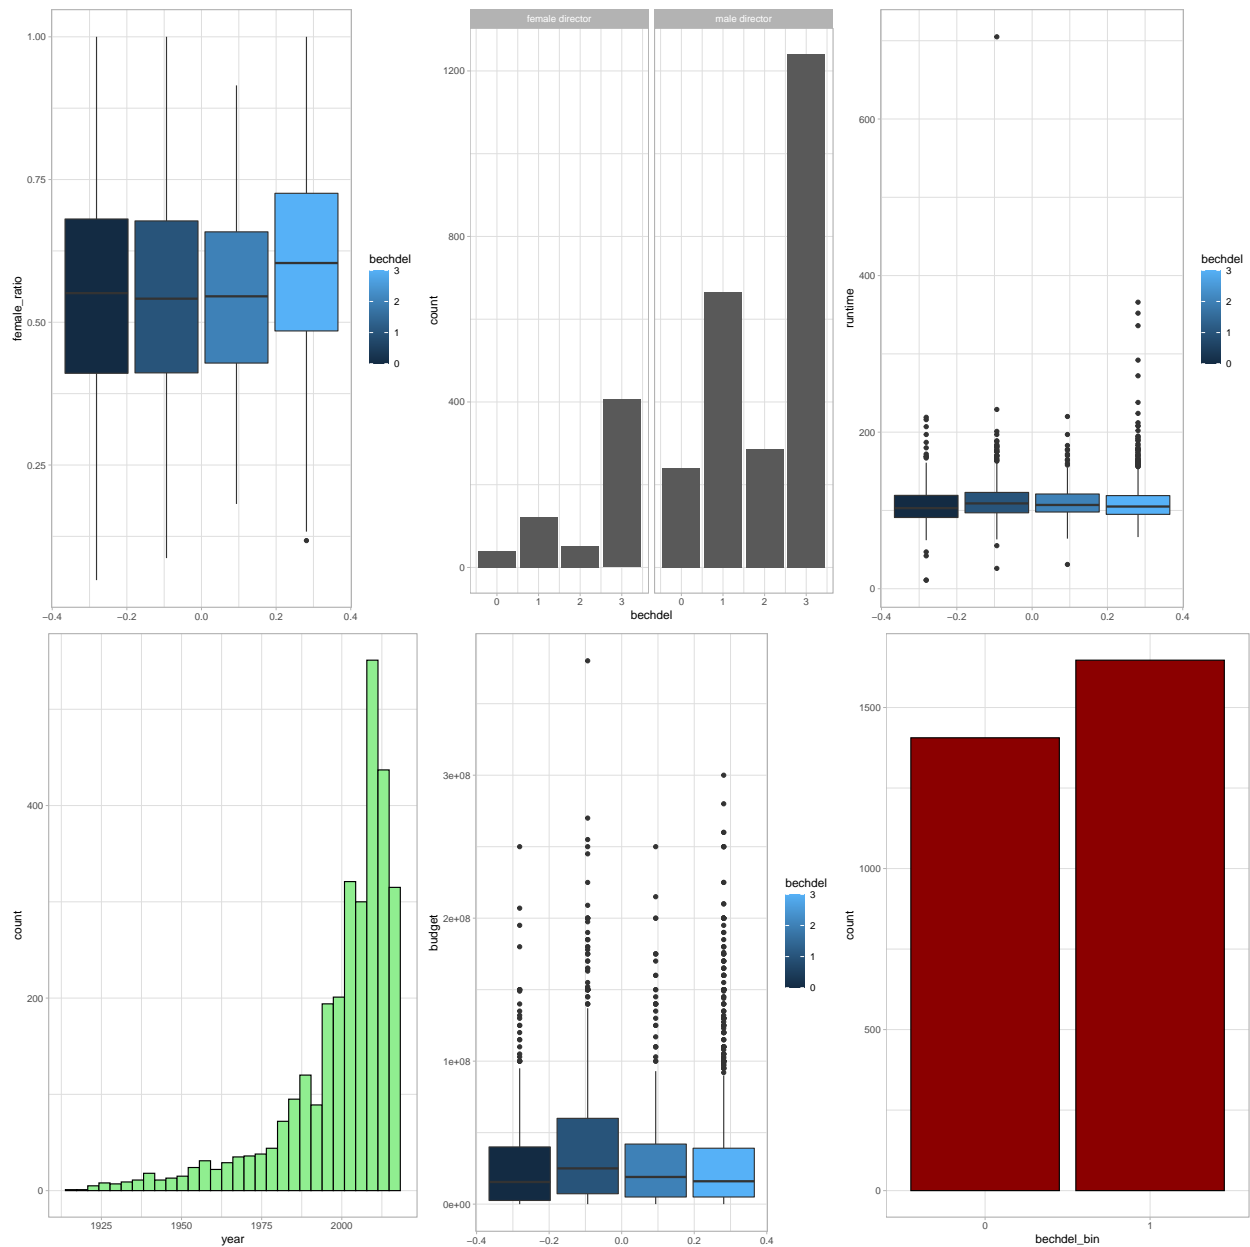 female_ratio
1.00
0.75
0.50
0.25
−0.4 −0.2 0.0 0.2 0.4
bechdel
3
2
1
0
female director male director
count
1200
800
400
0
0 1 2 3 0 1 2 3
bechdel
runtime
600
400
200
0
−0.4 −0.2 0.0 0.2 0.4
bechdel
3
2
1
0
count
400
200
0
1925 1950 1975 2000
year
budget
3e+08
2e+08
1e+08
0e+00
−0.4 −0.2 0.0 0.2 0.4
bechdel
3
2
1
0
count
1500
1000
500
0
0 1
bechdel_bin